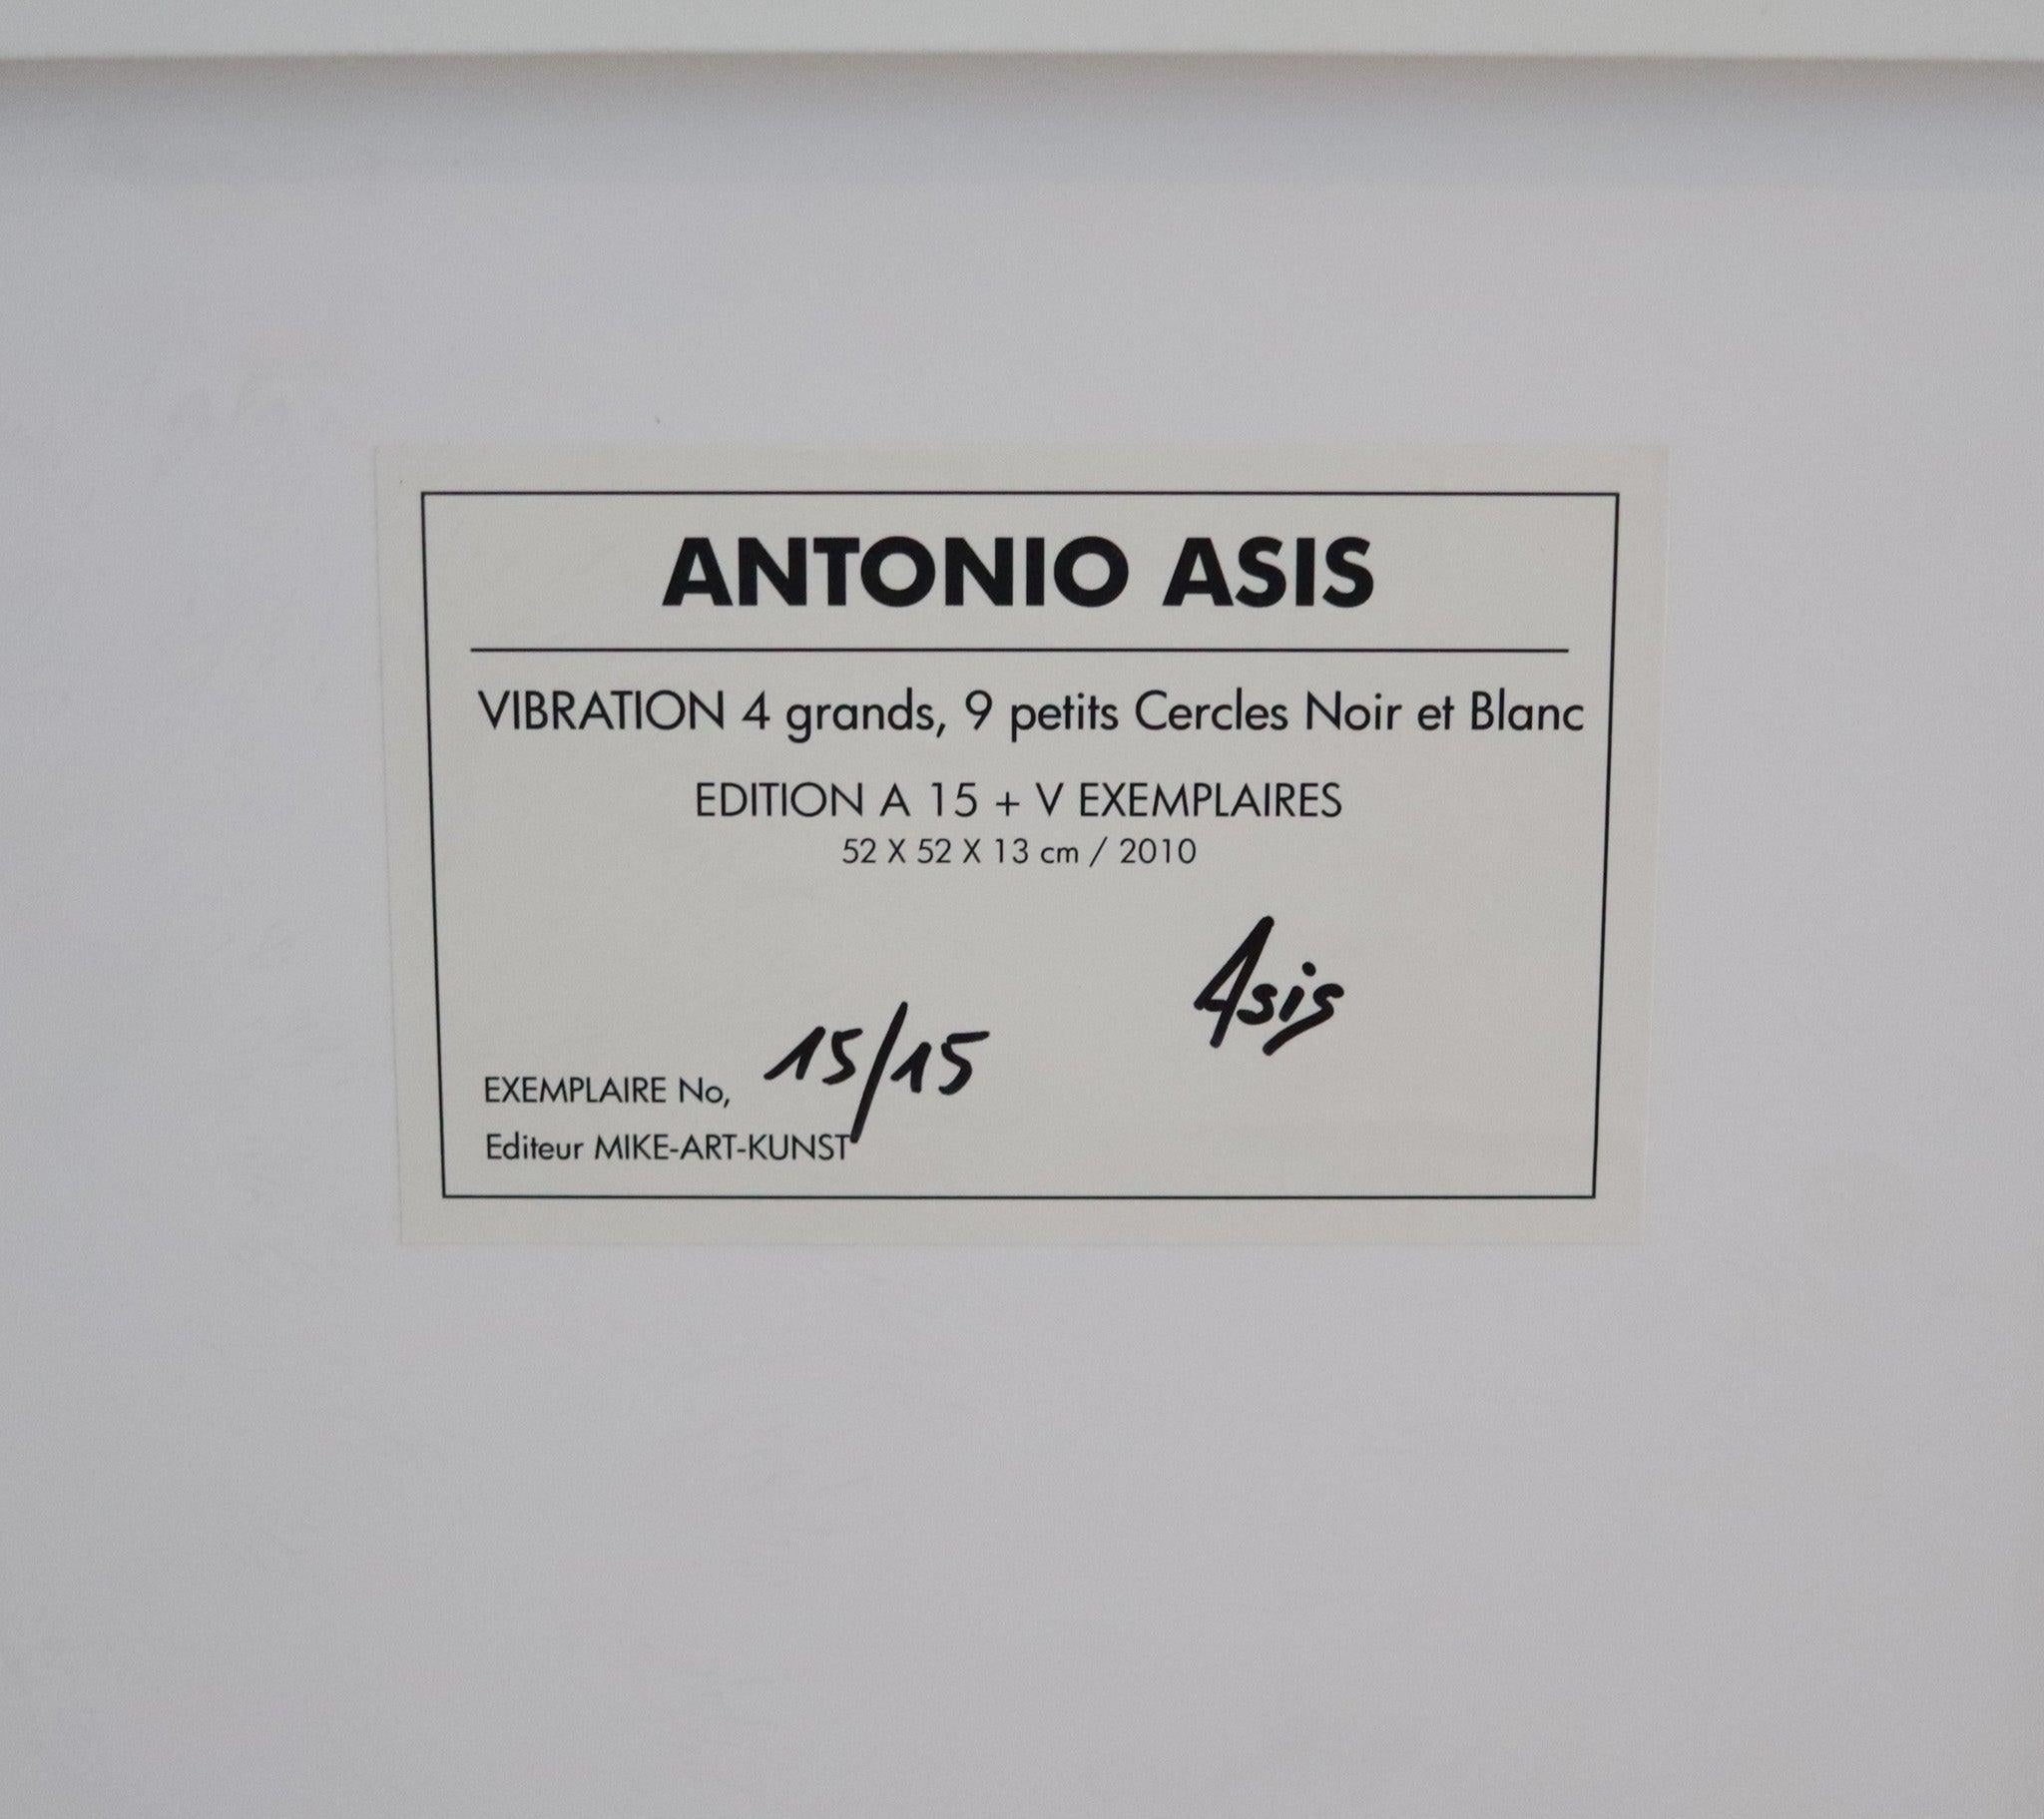 ANTONIO ASIS
VIBRATION 4 grands, 9 petits Cercles Noir et Blanc
EDITION A 15 + V EXEMPLAIRES
52 X 52 X 13 cm / 2010
Asis
EXEMPLAIRE No, 15/15
Editeur MIKE-ART-KUNST